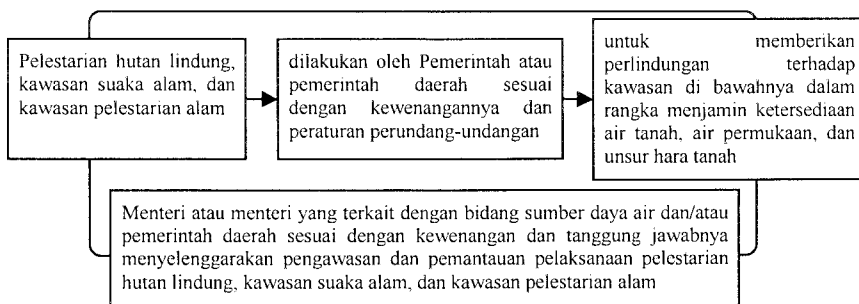 Pelestarian hutan lindung,
kawasan suaka alam, dan
kawasan pelestarian alam
dilakukan oleh Pemerintah atau
pemerintah daerah sesuai
dengan kewenangannya dan
peraturan perundang-undangan
untuk memberikan
perlindungan terhadap
kawasan di bawahnya dalam
rangka menjamin ketersediaan
air tanah, air permukaan, dan
unsur hara tanah
Menteri atau menteri yang terkait dengan bidang sumber daya air dan/atau
pemerintah daerah sesuai dengan kewenangan dan tanggung jawabnya
menyelenggarakan pengawasan dan pemantauan pelaksanaan pelestarian
hutan lindung, kawasan suaka alam, dan kawasan pelestarian alam